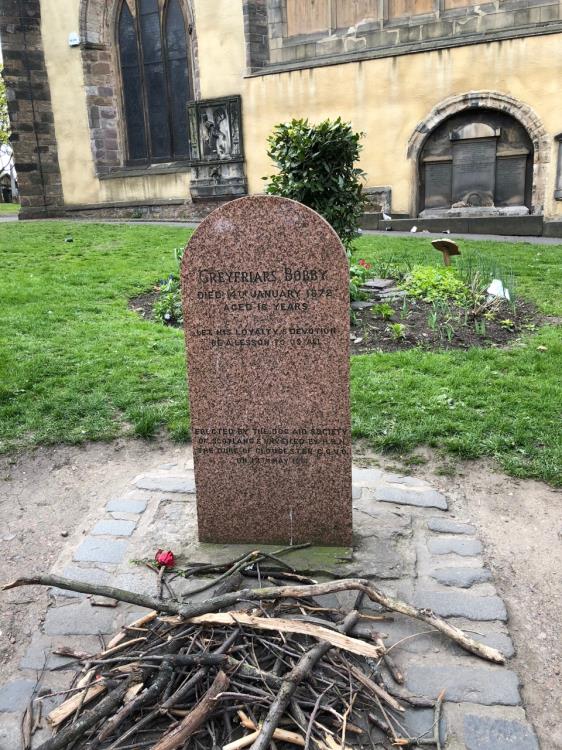 GREYFRIARS BOBBY
DIED 14TH JANUARY 1872
AGED 16 YEARS
LET HIS LOYALTY & DEVOTION
BE A LESSON TO US ALL
ERECTED BY THE DOG AID SOCIETY
OF SCOTLAND & UNVEILED BY H.R.H.
THE DUKE OF GLOUCESTER G.C.V.O.
ON 13TH MAY 1981